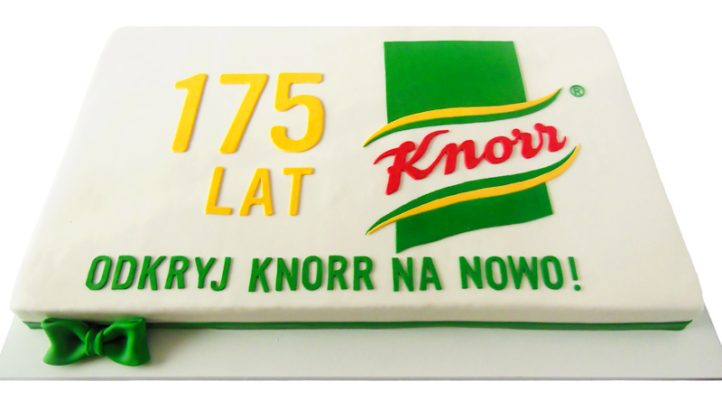 175
LAT
Knorr®
ODKRYJ KNORR NA NOWO!